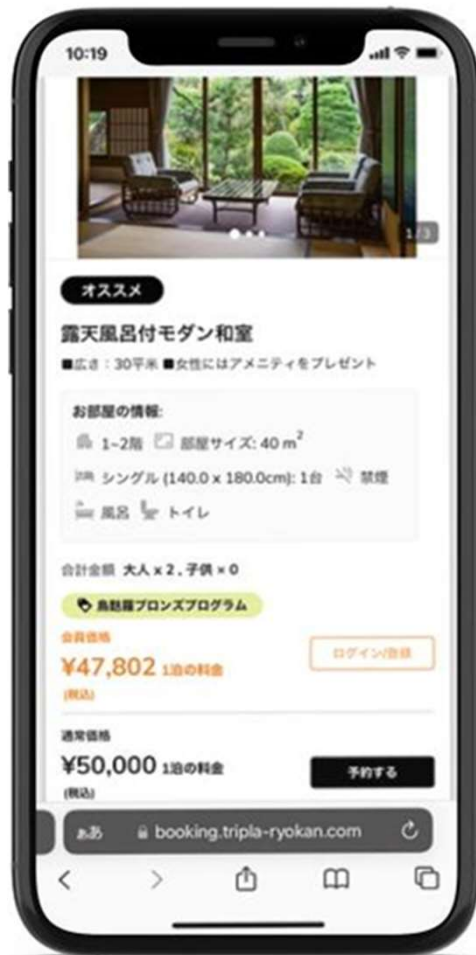 10:19
1/3
オススメ
露天風呂付モダン和室
■広さ：30平米 ■女性にはアメニティをプレゼント
お部屋の情報:
1~2階 部屋サイズ: 40 m²
シングル (140.0 x 180.0cm): 1台 禁煙
風呂 トイレ
合計金額 大人 x 2 , 子供 × 0
鳥麩羅ブロンズプログラム
会員価格
¥47,802 1泊の料金
ログイン/登録
(税込)
通常価格
¥50,000 1泊の料金
予約する
(税込)
ぁあ booking.tripla-ryokan.com